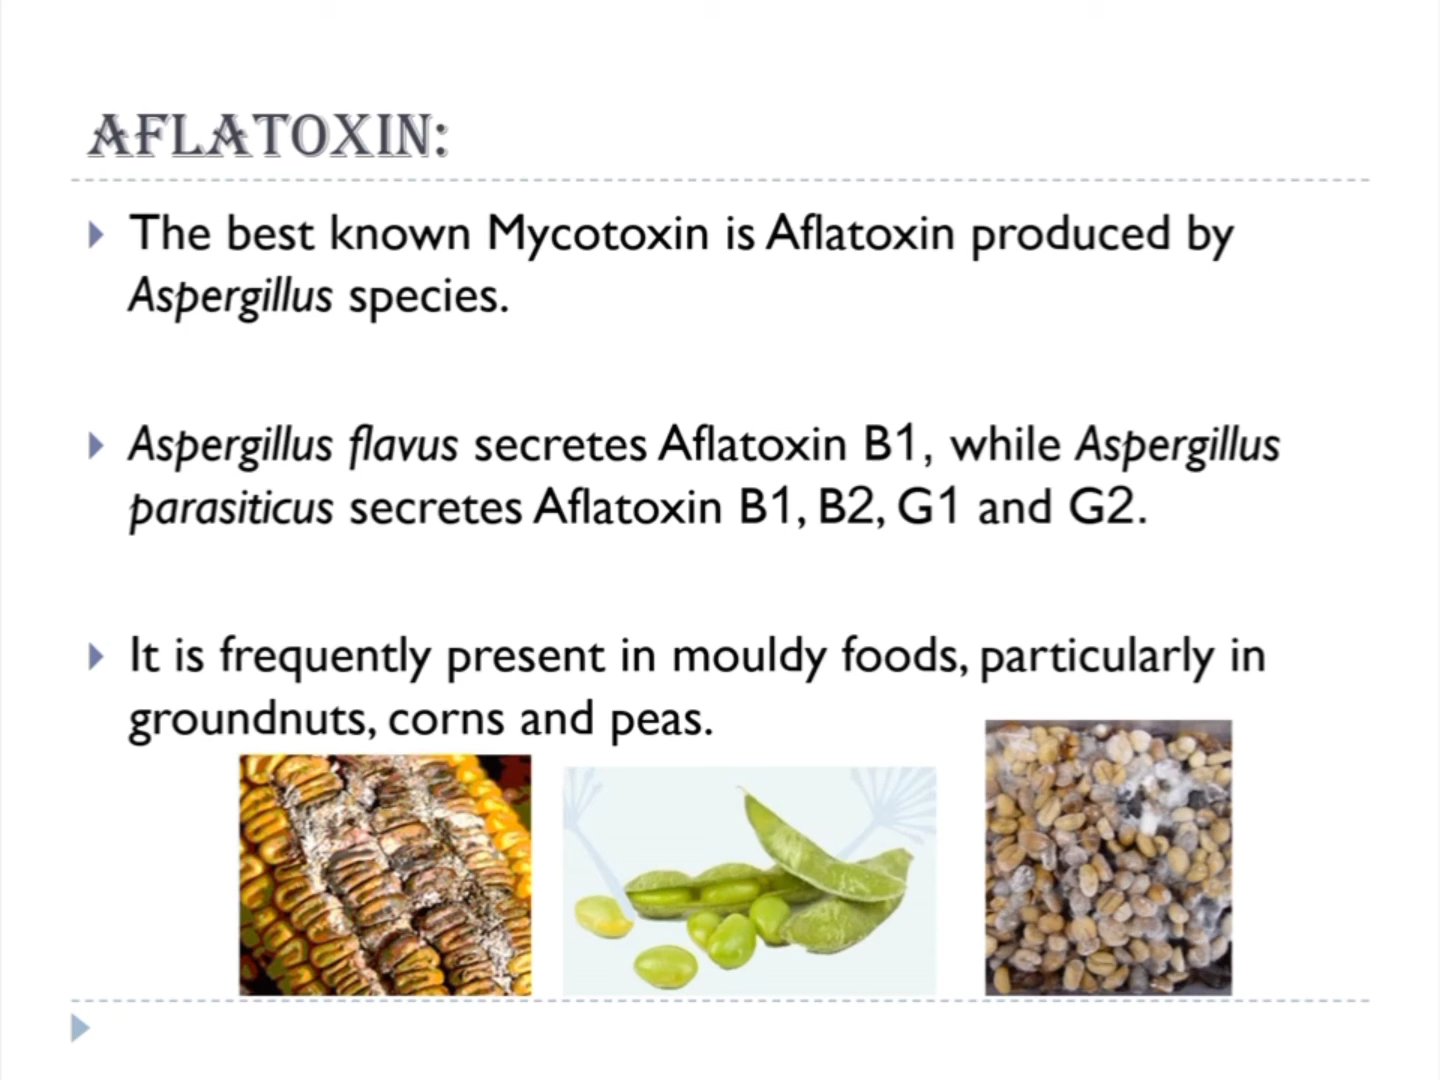 AFLATOXIN:
The best known Mycotoxin is Aflatoxin produced by
Aspergillus species.
Aspergillus flavus secretes Aflatoxin B1, while Aspergillus
parasiticus secretes Aflatoxin B1, B2, G1 and G2.
It is frequently present in mouldy foods, particularly in
groundnuts, corns and peas.